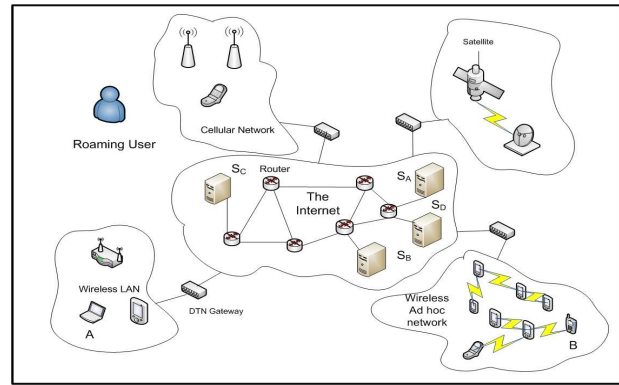 Satellite
Cellular Network
Roaming User
S_C
Router
S_A
The
Internet
S_D
S_B
Wireless LAN
A
DTN Gateway
Wireless
Ad hoc
network
B